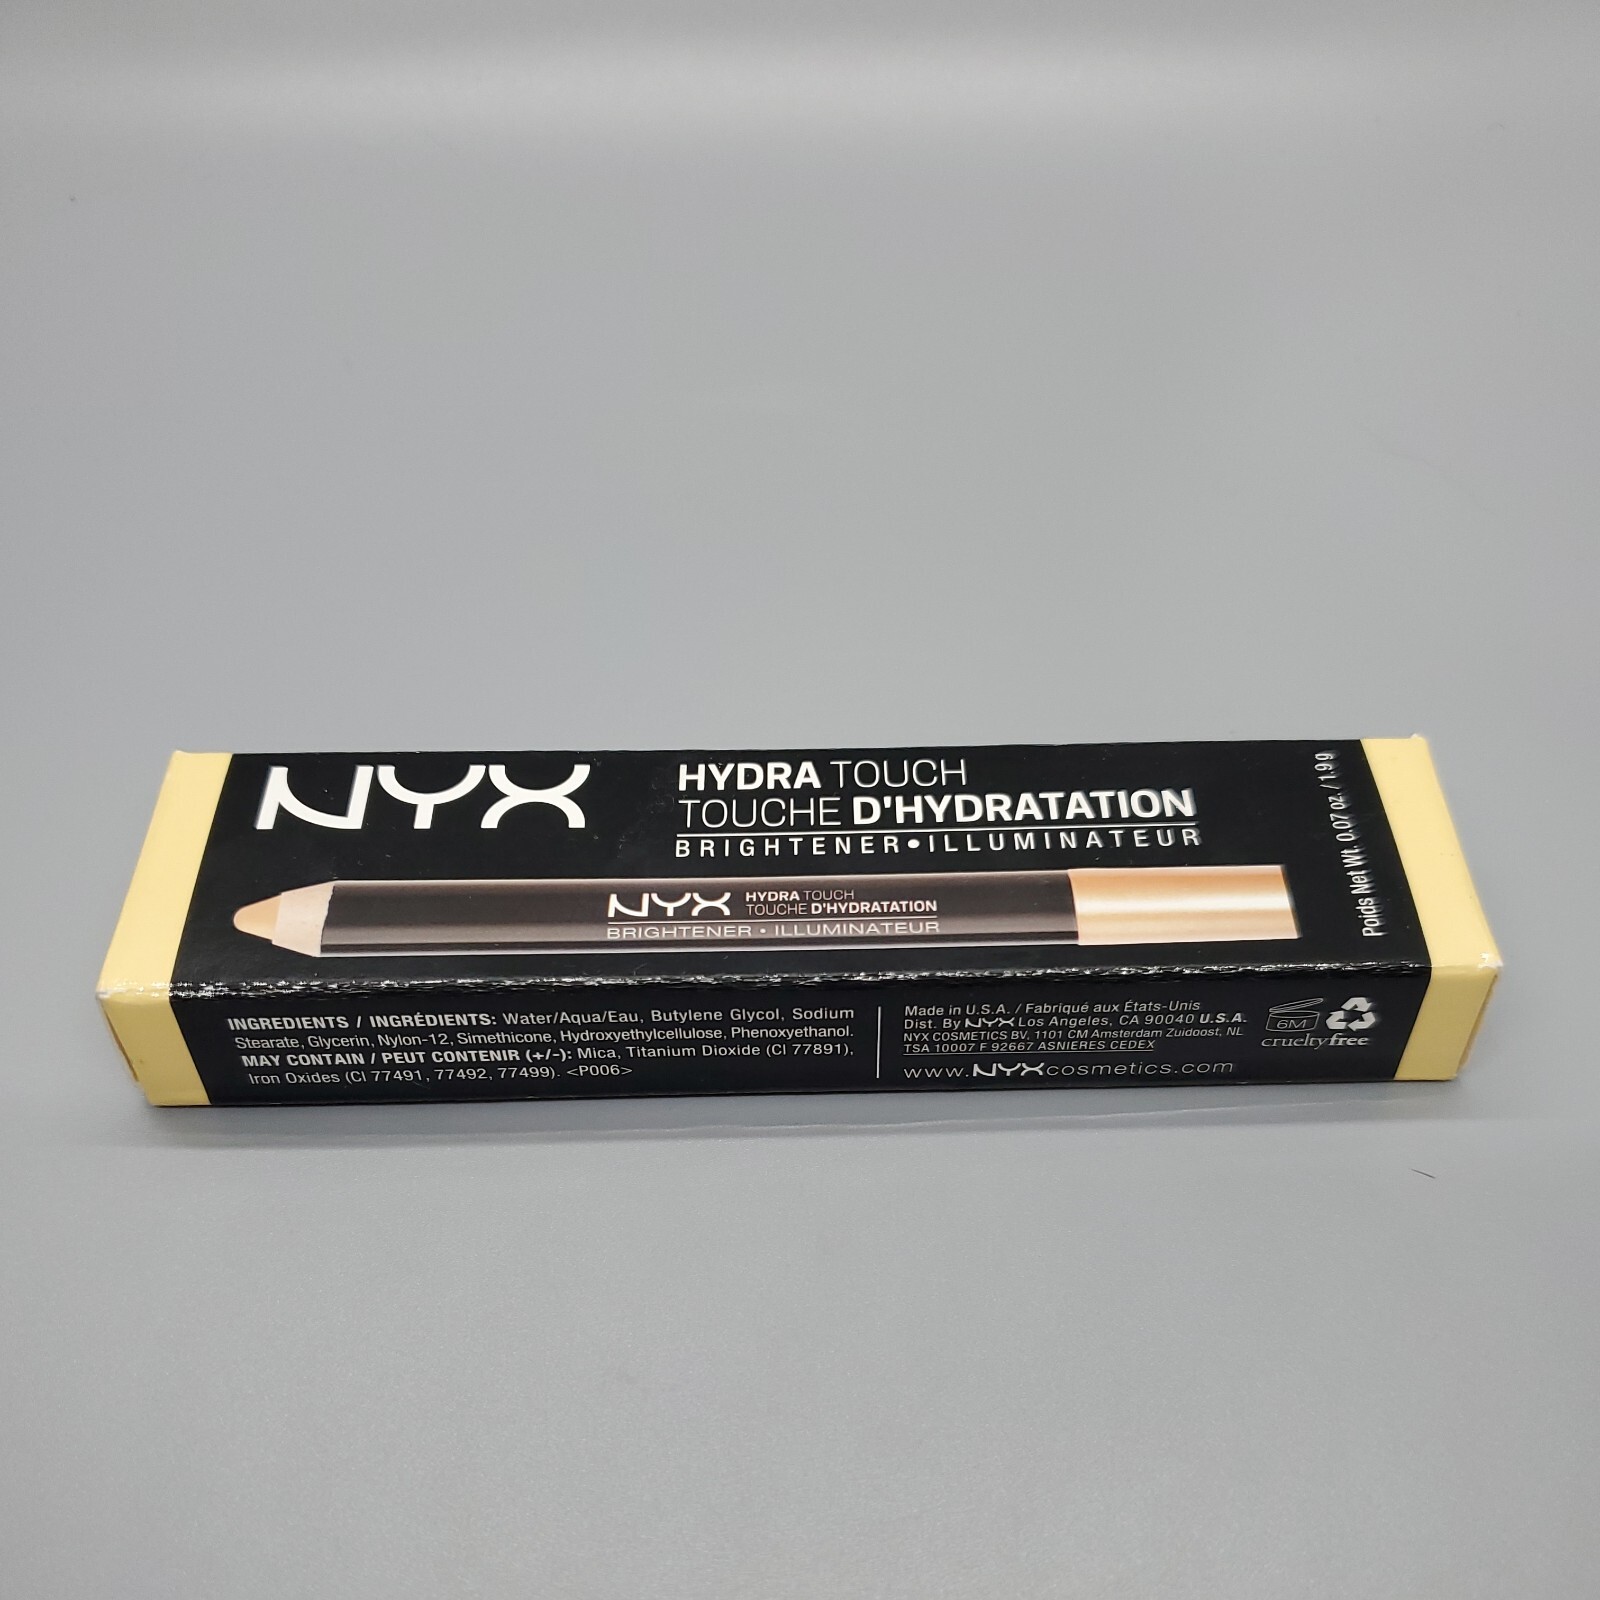 NYX
HYDRA TOUCH
TOUCHE D'HYDRATATION
BRIGHTENER•ILLUMINATEUR
Poids Net Wt. 0.07 oz. / 1.9 g
NYX HYDRA TOUCH
TOUCHE D'HYDRATATION
BRIGHTENER • ILLUMINATEUR
INGREDIENTS / INGRÉDIENTS: Water/Aqua/Eau, Butylene Glycol, Sodium
Stearate, Glycerin, Nylon-12, Simethicone, Hydroxyethylcellulose, Phenoxyethanol.
MAY CONTAIN / PEUT CONTENIR (+/-): Mica, Titanium Dioxide (CI 77891),
Iron Oxides (CI 77491, 77492, 77499). <P006>
Made in U.S.A. / Fabriqué aux États-Unis
Dist. By NYX Los Angeles, CA 90040 U.S.A.
NYX COSMETICS BV, 1101 CM Amsterdam Zuidoost, NL
TSA 10007 F 92667 ASNIERES CEDEX
www.NYXcosmetics.com
6M
crueltyfree